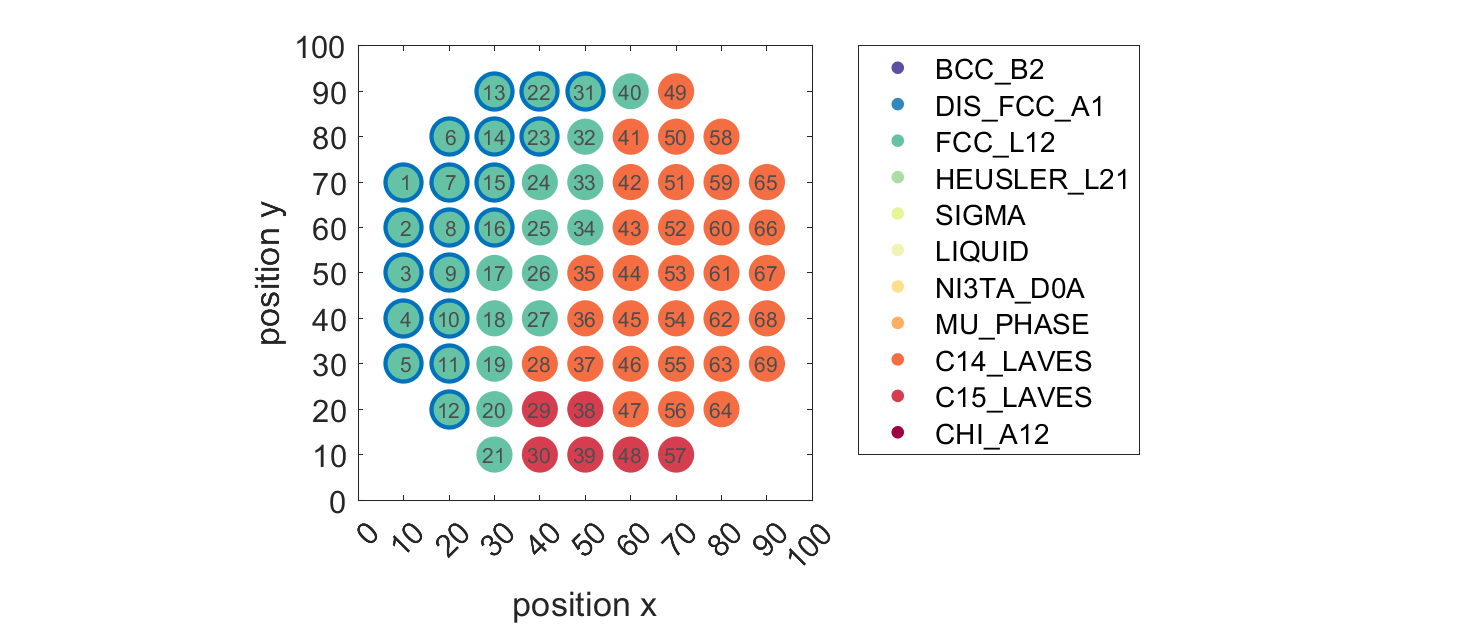 100
90 13 22 31 40 49
80 6 14 23 32 41 50 58
70 1 7 15 24 33 42 51 59 65
60 2 8 16 25 34 43 52 60 66
50 3 9 17 26 35 44 53 61 67
40 4 10 18 27 36 45 54 62 68
30 5 11 19 28 37 46 55 63 69
20 12 20 29 38 47 56 64
10 21 30 39 48 57
0
0 10 20 30 40 50 60 70 80 90 100
position x
position y
BCC_B2
DIS_FCC_A1
FCC_L12
HEUSLER_L21
SIGMA
LIQUID
NI3TA_D0A
MU_PHASE
C14_LAVES
C15_LAVES
CHI_A12